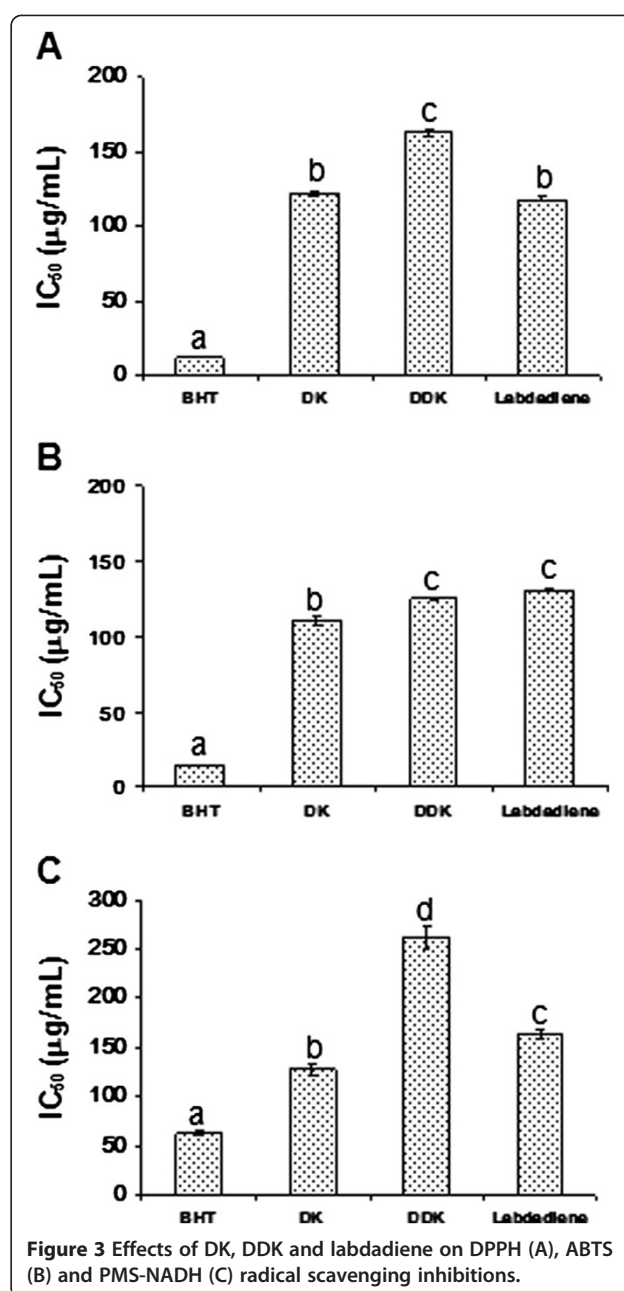 A
200
150
100
50
0
IC50 (µg/mL)
a
b
c
b
BHT DK DDK Labdadiene
B
200
150
100
50
0
IC50 (µg/mL)
a
b
c
c
BHT DK DDK Labdadiene
C
300
250
200
150
100
50
0
IC50 (µg/mL)
a
b
d
c
BHT DK DDK Labdadiene
Figure 3 Effects of DK, DDK and labdadiene on DPPH (A), ABTS
(B) and PMS-NADH (C) radical scavenging inhibitions.